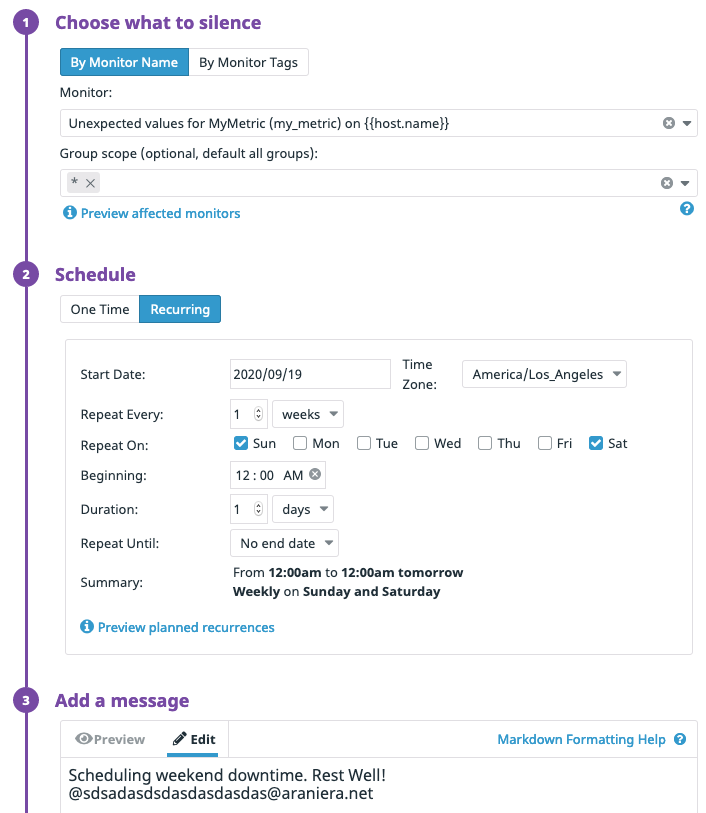 1 Choose what to silence
By Monitor Name By Monitor Tags
Monitor:
Unexpected values for MyMetric (my_metric) on {{host.name}}
Group scope (optional, default all groups):
* ×
Preview affected monitors ?
2 Schedule
One Time Recurring
Start Date: 2020/09/19 Time Zone: America/Los_Angeles
Repeat Every: 1 weeks
Repeat On: Sun Mon Tue Wed Thu Fri Sat
Beginning: 12 : 00 AM
Duration: 1 days
Repeat Until: No end date
Summary: From 12:00am to 12:00am tomorrow
Weekly on Sunday and Saturday
Preview planned recurrences
3 Add a message
Preview Edit Markdown Formatting Help ?
Scheduling weekend downtime. Rest Well!
@sdsadasdsdasdasdasdas@araniera.net